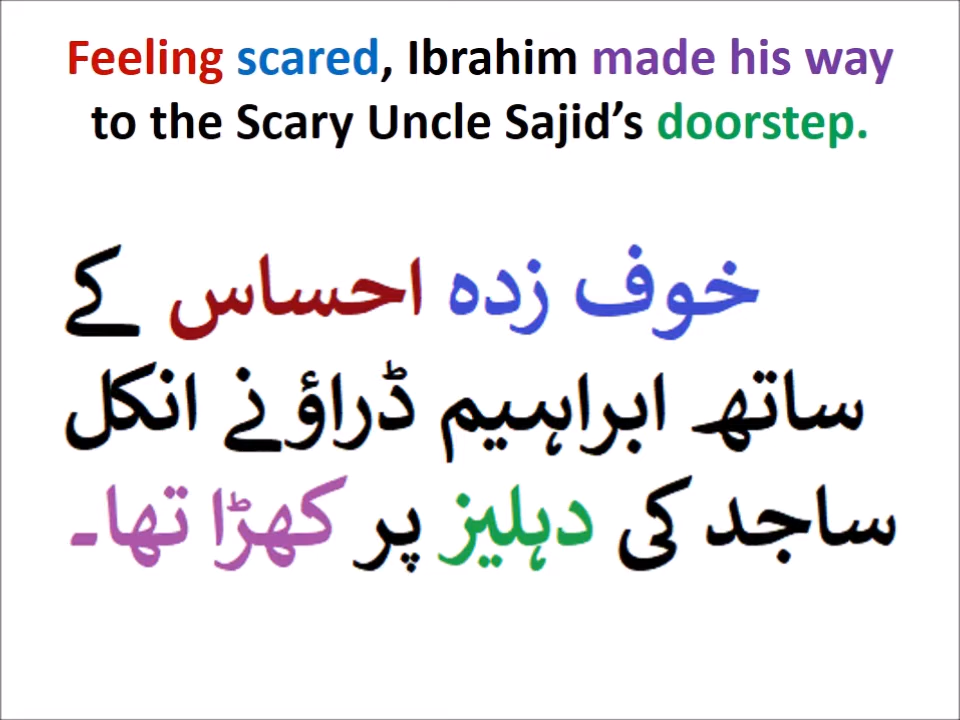 Feeling scared, Ibrahim made his way
to the Scary Uncle Sajid’s doorstep.
خوف زدہ احساس کے
ساتھ ابراہیم ڈراؤنے انکل
ساجد کی دہلیز پر کھڑا تھا۔